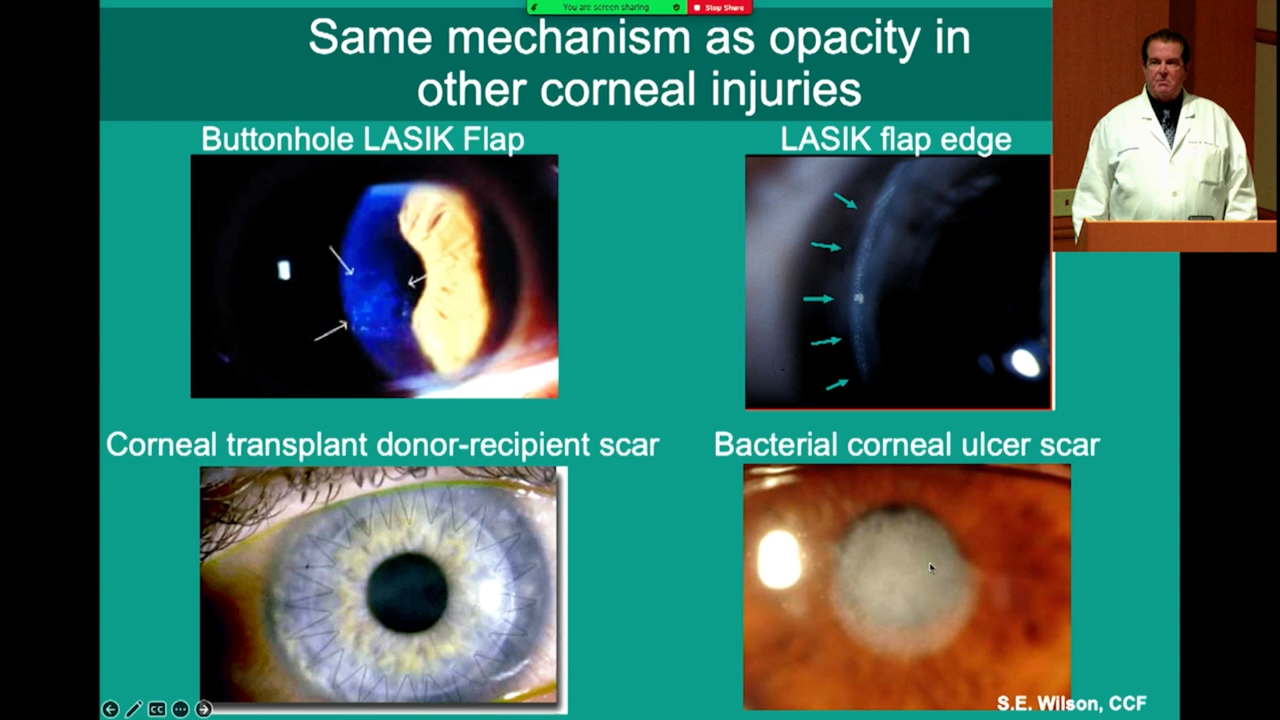 You are screen sharing
Stop Share
Same mechanism as opacity in
other corneal injuries
Buttonhole LASIK Flap
LASIK flap edge
Corneal transplant donor-recipient scar
Bacterial corneal ulcer scar
CC
S.E. Wilson, CCF